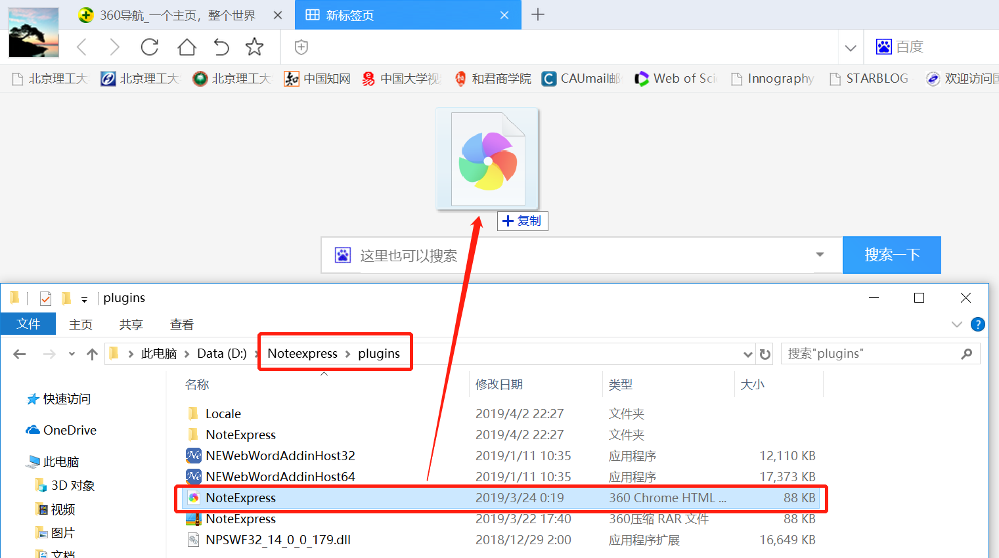 360导航_一个主页，整个世界
新标签页
百度
北京理工大
北京理工大
北京理工大
中国知网
中国大学视
和君商学院
CAUmail邮
Web of Sci
Innography
STARBLOG -
欢迎访问国
复制
这里也可以搜索
搜索一下
plugins
文件 主页 共享 查看
此电脑 > Data (D:) > Noteexpress > plugins
搜索"plugins"
名称 修改日期 类型 大小
快速访问
OneDrive
此电脑
3D 对象
视频
图片
文档
Locale 2019/4/2 22:27 文件夹
NoteExpress 2019/4/2 22:27 文件夹
NEWebWordAddinHost32 2019/1/11 10:35 应用程序 12,110 KB
NEWebWordAddinHost64 2019/1/11 10:35 应用程序 17,373 KB
NoteExpress 2019/3/24 0:19 360 Chrome HTML ... 88 KB
NoteExpress 2019/3/22 17:40 360压缩 RAR 文件 88 KB
NPSWF32_14_0_0_179.dll 2018/12/29 2:00 应用程序扩展 16,649 KB